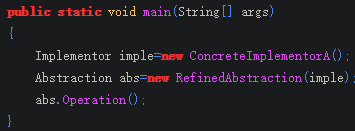 public static void main(String[] args)
{
Implementor imple=new ConcreteImplementorA();
Abstraction abs=new RefinedAbstraction(imple);
abs.Operation();
}